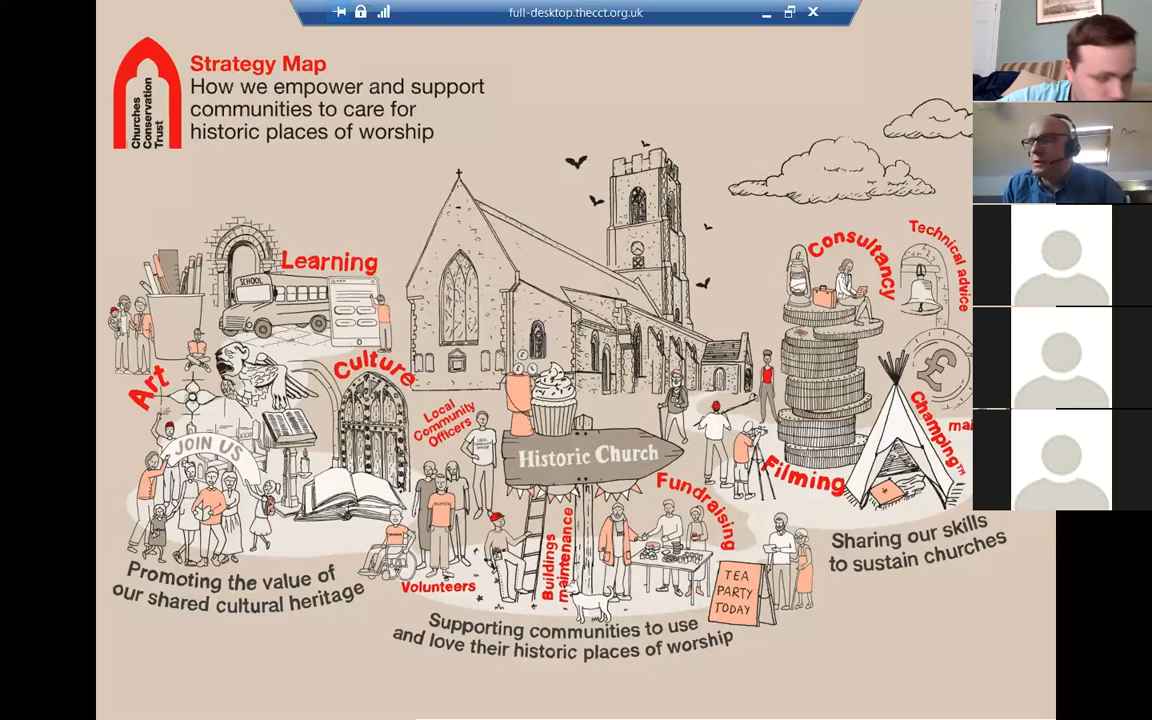 full-desktop.thecct.org.uk
Churches
Conservation
Trust
Strategy Map
How we empower and support
communities to care for
historic places of worship
Learning
SCHOOL
Art
Culture
JOIN US
Promoting the value of
our shared cultural heritage
Local
Community
Officers
Historic Church
Volunteers
Buildings
maintenance
Fundraising
TEA
PARTY
TODAY
Supporting communities to use
and love their historic places of worship
Consultancy
Technical advice
£
Filming
Champing™
mai
Sharing our skills
to sustain churches